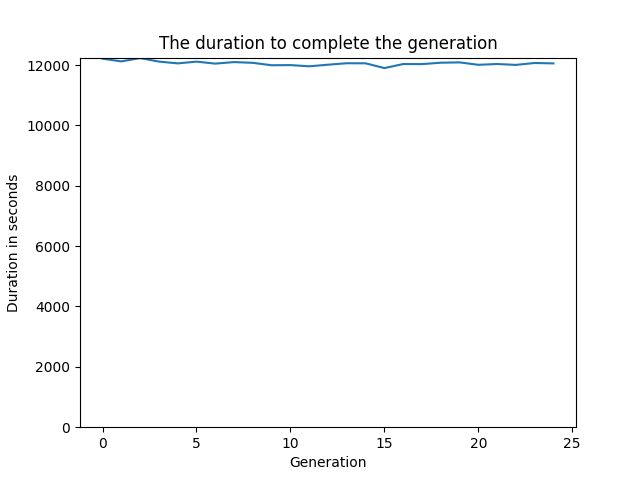 The duration to complete the generation
12000
10000
8000
6000
4000
2000
0
Duration in seconds
0 5 10 15 20 25
Generation